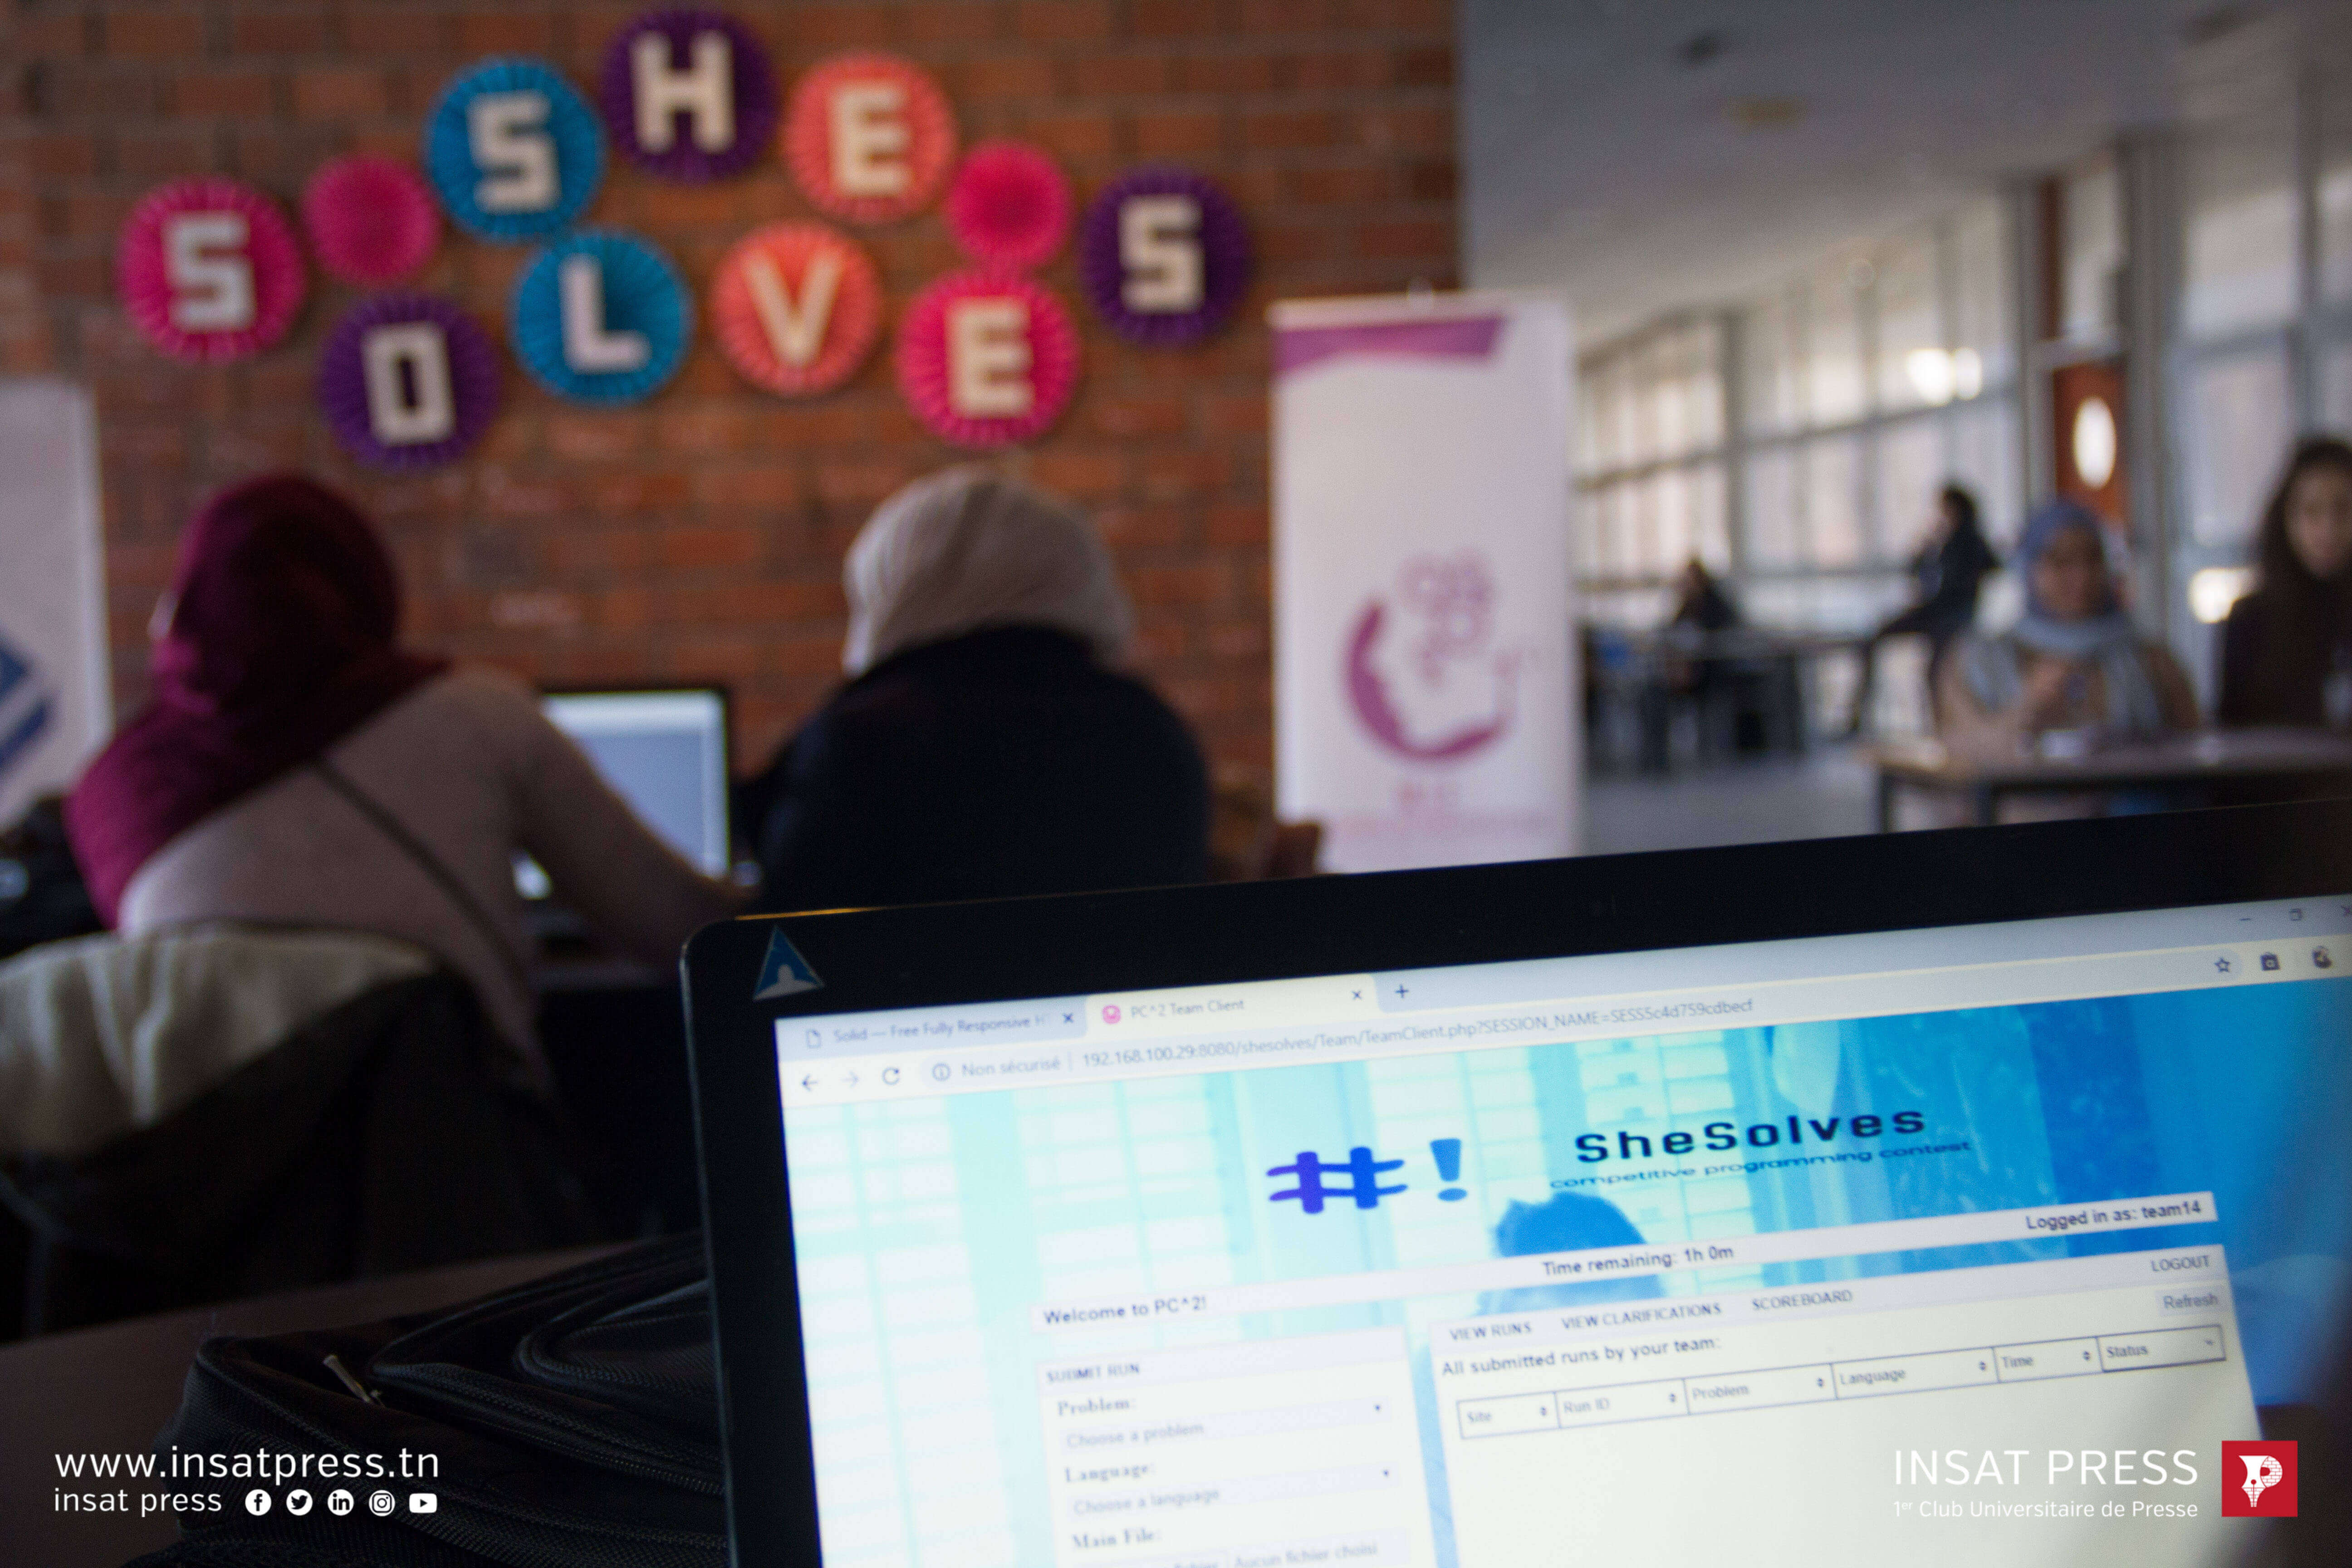 SHE
SOLVES
Solid — Free Fully Responsive H
PC^2 Team Client
Non sécurisé | 192.168.100.29:8080/shesolves/Team/TeamClient.php?SESSION_NAME=SESS5c4d759cdbecf
#! SheSolves
competitive programming contest
Logged in as: team14
Time remaining: 1h 0m
Welcome to PC^2!
LOGOUT
VIEW RUNS VIEW CLARIFICATIONS SCOREBOARD
Refresh
All submitted runs by your team:
Site Run ID Problem Language Time Status
SUBMIT RUN
Problem:
Choose a problem
Language:
Choose a language
Main File:
Aucun fichier choisi
www.insatpress.tn
insat press
INSAT PRESS
1er Club Universitaire de Presse